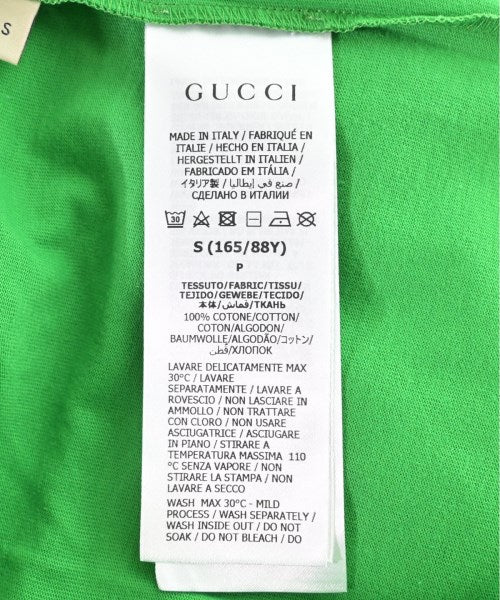 S
GUCCI
MADE IN ITALY / FABRIQUÉ EN
ITALIE / HECHO EN ITALIA /
HERGESTELLT IN ITALIEN /
FABRICADO EM ITÁLIA /
イタリア製 / صنع في إيطاليا /
СДЕЛАНО В ИТАЛИИ
30
S (165/88Y)
P
TESSUTO/FABRIC/TISSU/
TEJIDO/GEWEBE/TECIDO/
本体/قماش/ТКАНЬ
100% COTONE/COTTON/
COTON/ALGODON/
BAUMWOLLE/ALGODÃO/コットン/
قطن/ХЛОПОК
LAVARE DELICATAMENTE MAX
30°C / LAVARE
SEPARATAMENTE / LAVARE A
ROVESCIO / NON LASCIARE IN
AMMOLLO / NON TRATTARE
CON CLORO / NON USARE
ASCIUGATRICE / ASCIUGARE
IN PIANO / STIRARE A
TEMPERATURA MASSIMA 110
°C SENZA VAPORE / NON
STIRARE LA STAMPA / NON
LAVARE A SECCO
WASH MAX 30°C - MILD
PROCESS / WASH SEPARATELY /
WASH INSIDE OUT / DO NOT
SOAK / DO NOT BLEACH / DO